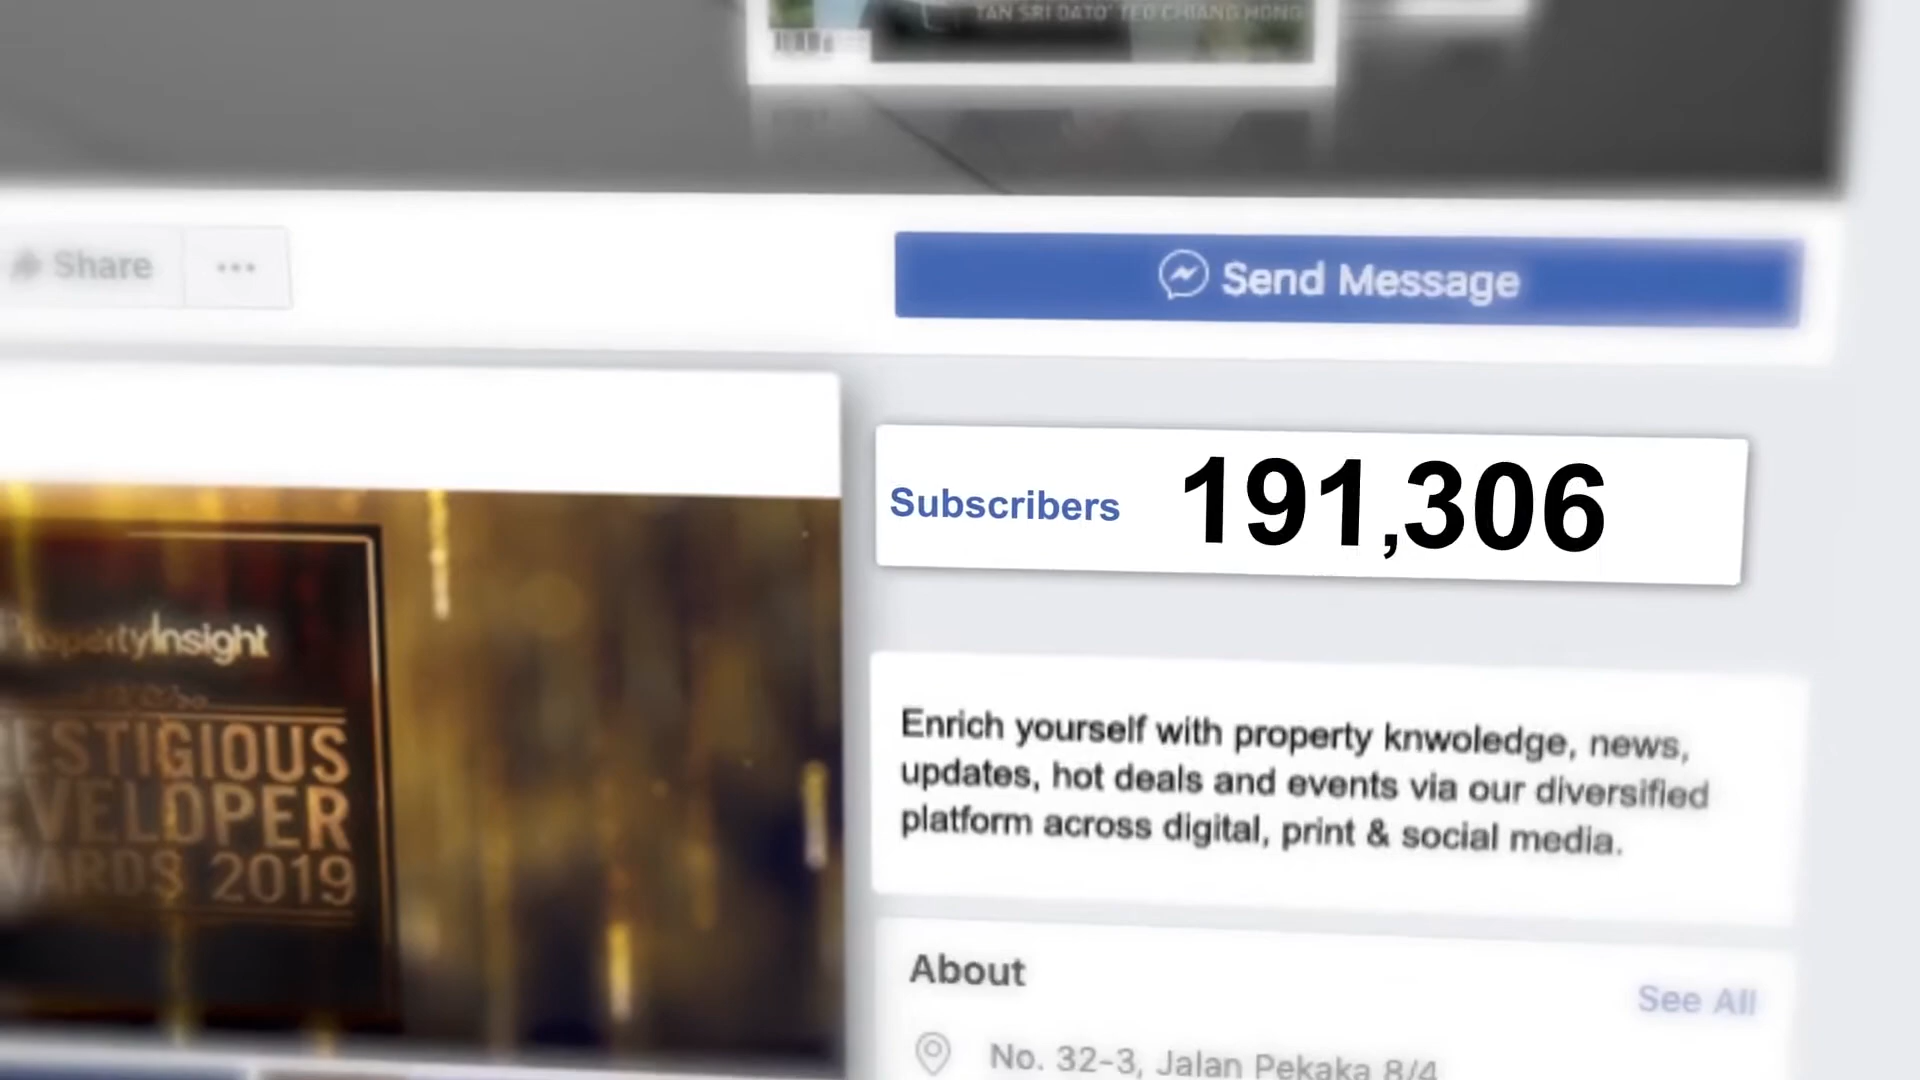 TAN SRI DATO' TEO CHIANG HONG
Share
Send Message
Subscribers 191,306
PropertyInsight
ESTIGIOUS
VELOPER
ARDS 2019
Enrich yourself with property knwoledge, news,
updates, hot deals and events via our diversified
platform across digital, print & social media.
About
See All
No. 32-3, Jalan Pekaka 8/4